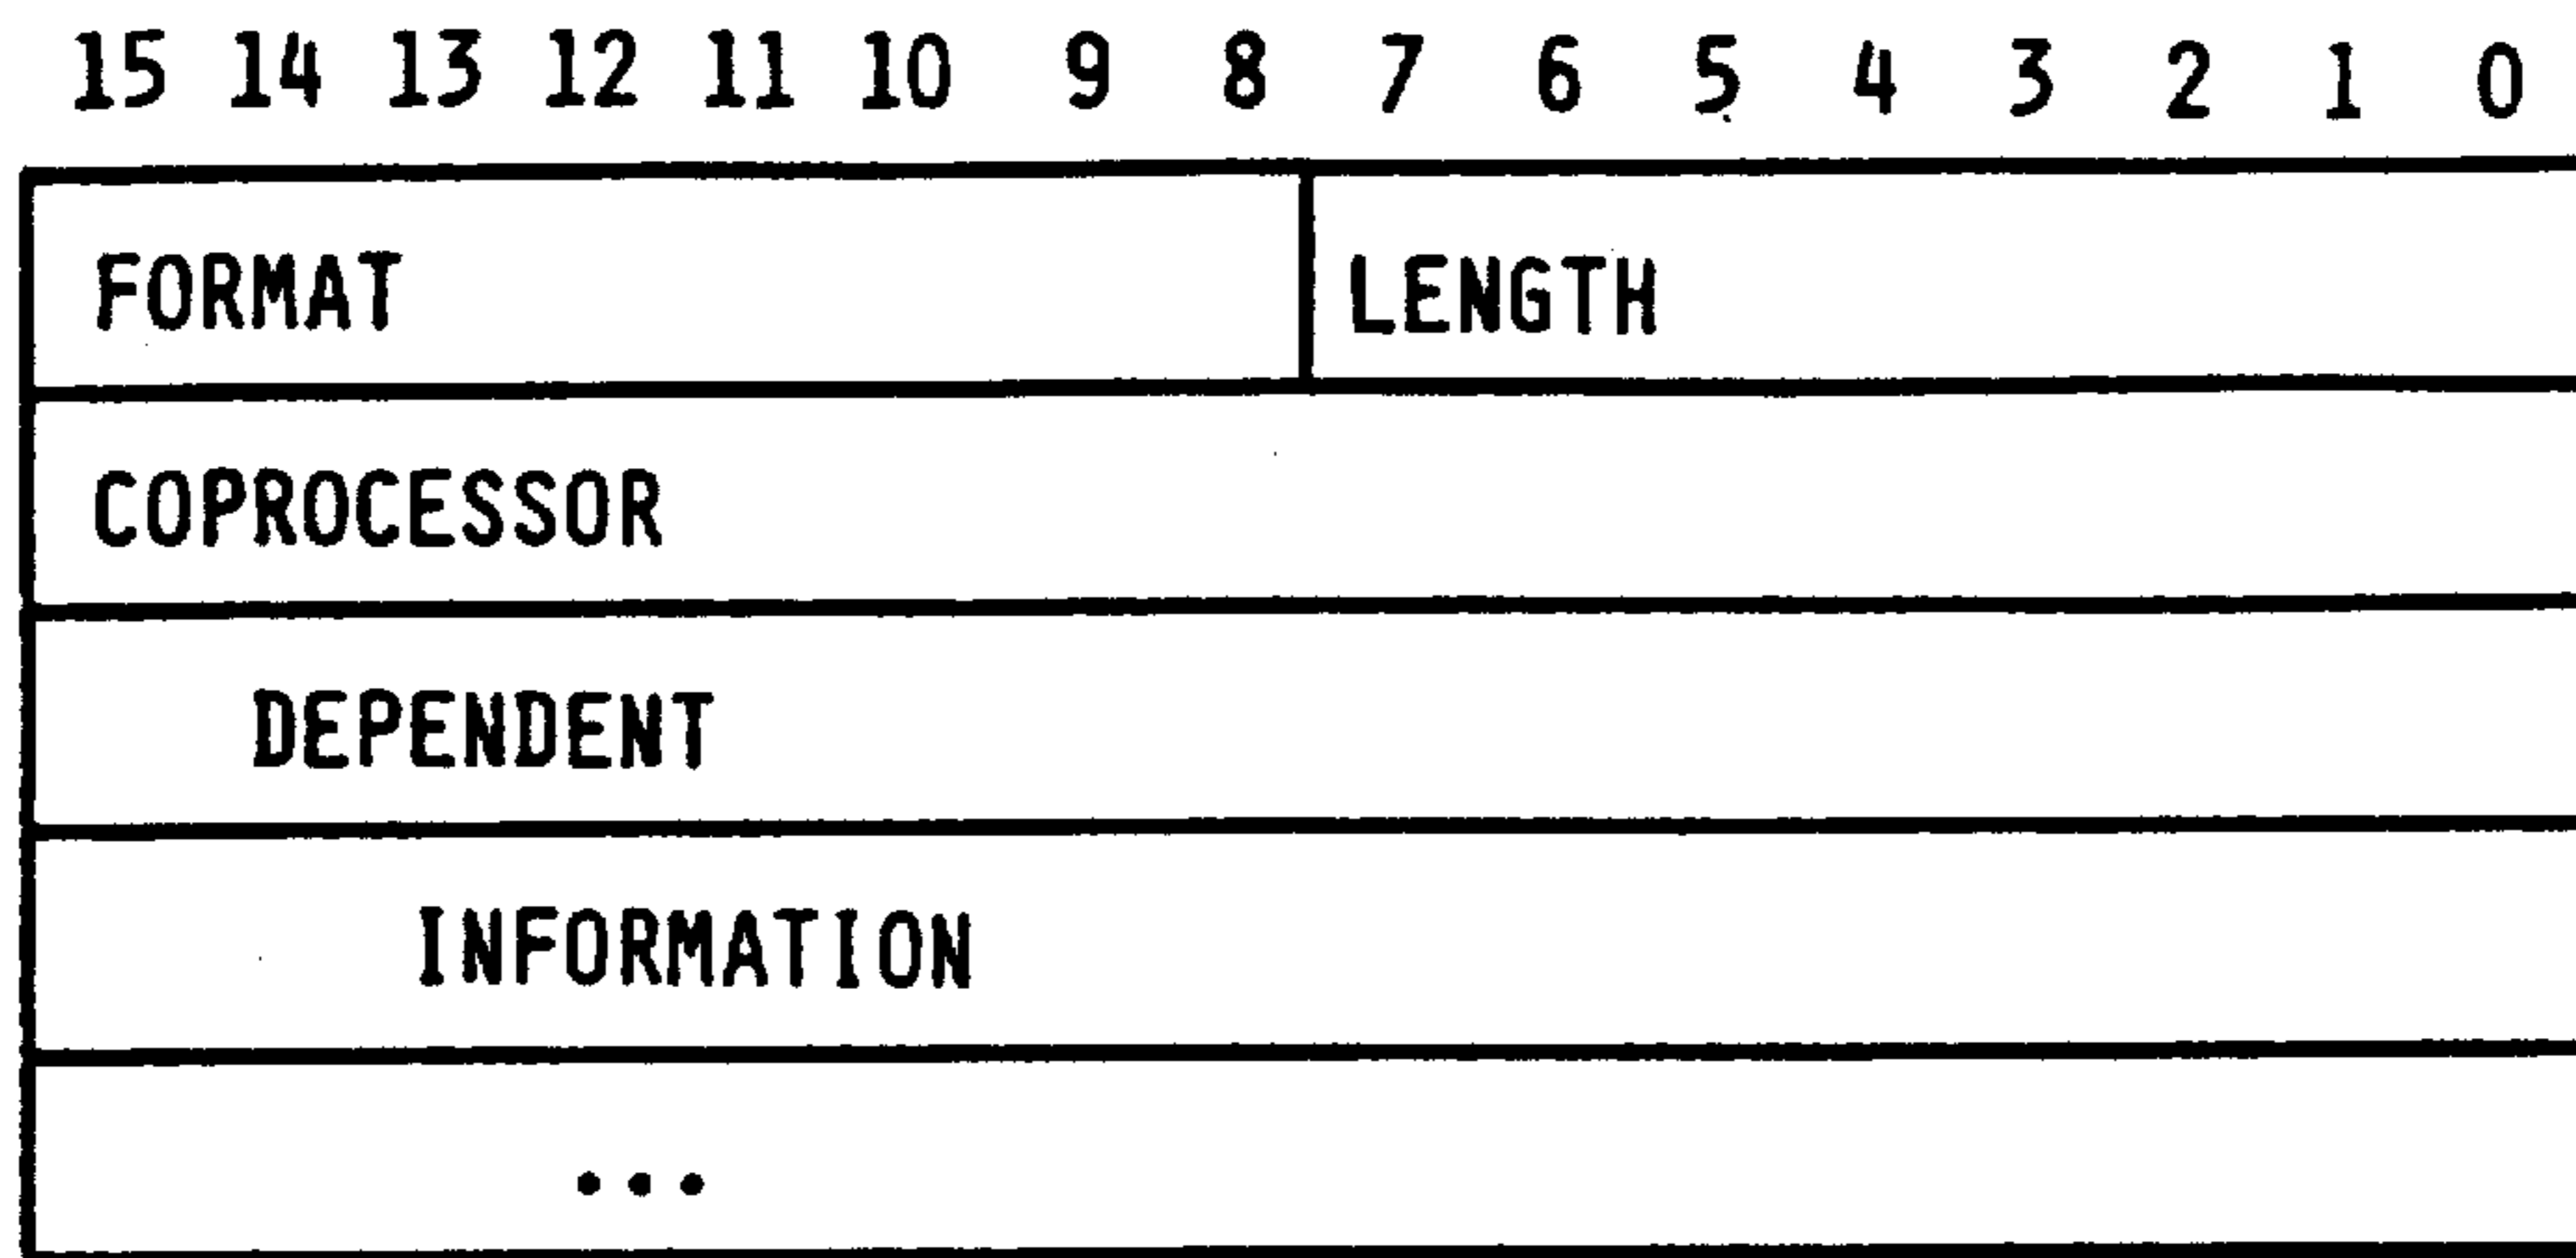 15 14 13 12 11 10 9 8 7 6 5 4 3 2 1 0
FORMAT LENGTH
COPROCESSOR
DEPENDENT
INFORMATION
...